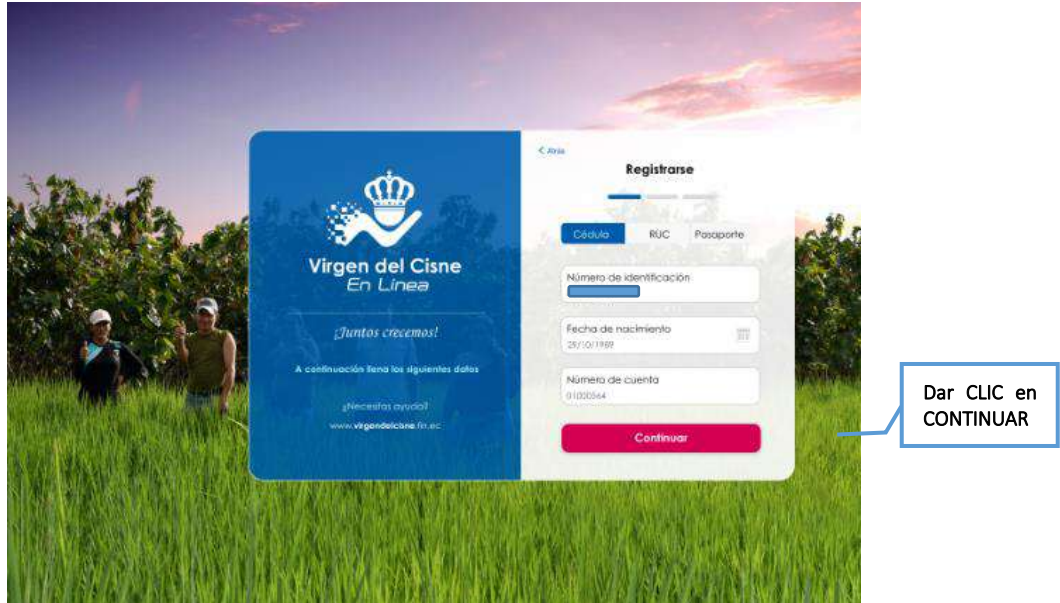 Virgen del Cisne
En Línea
¡Juntos crecemos!
A continuación llena los siguientes datos
¿Necesitas ayuda?
www.virgendelcisne.fin.ec
< Atrás
Registrarse
Cédula RUC Pasaporte
Número de identificación
Fecha de nacimiento
29/10/1989
Número de cuenta
Continuar
Dar CLIC en
CONTINUAR